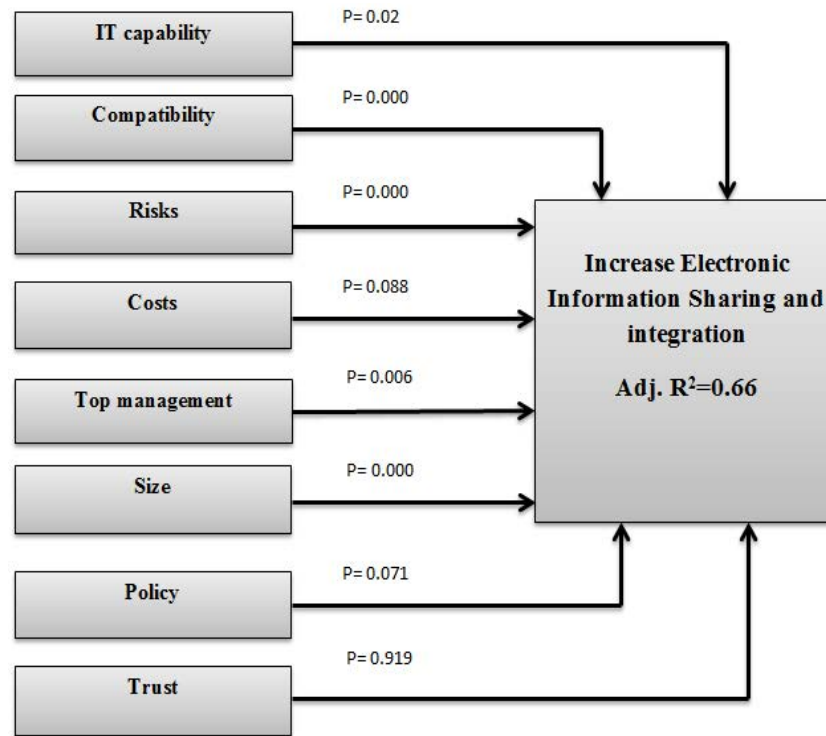 IT capability
P= 0.02
Compatibility
P= 0.000
Risks
P= 0.000
Costs
P= 0.088
Top management
P= 0.006
Size
P= 0.000
Policy
P= 0.071
Trust
P= 0.919
Increase Electronic
Information Sharing and
integration
Adj. R²=0.66